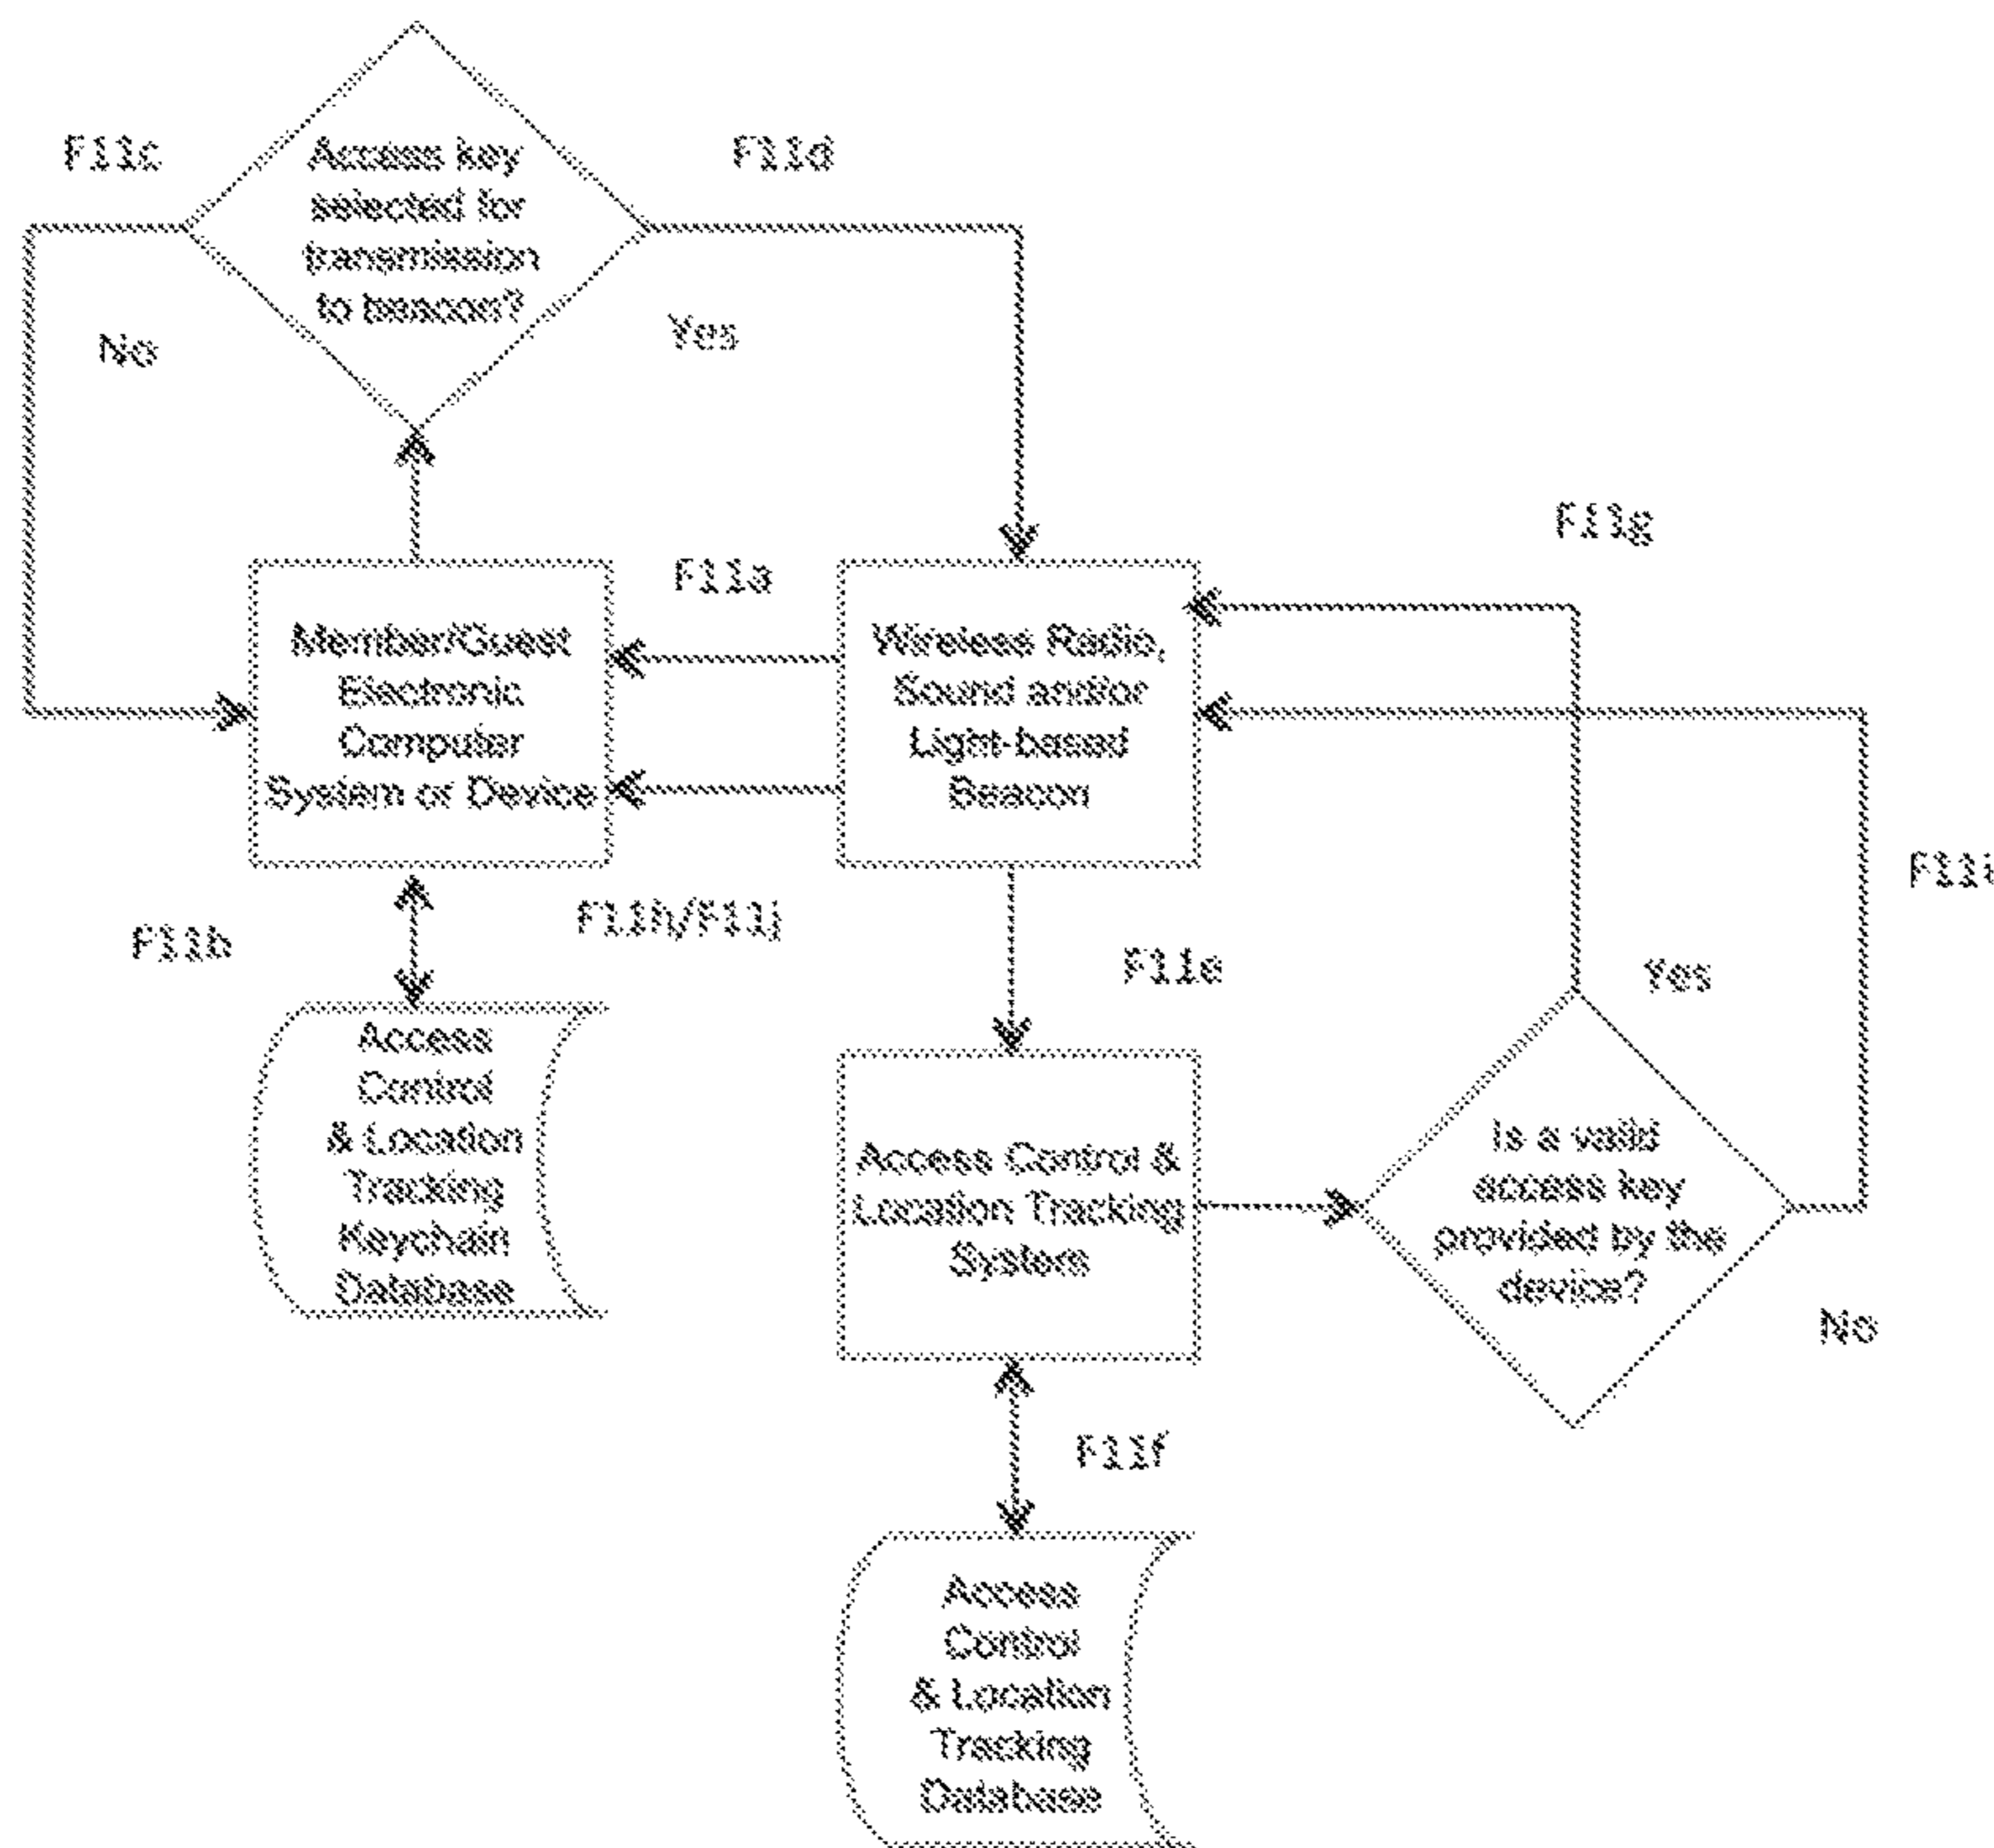 F11c
Access key
selected for
transmission
to beacon?
F11d
No
Yes
F11g
F11a
Member/Guest
Electronic
Computer
System or Device
Wireless Radio,
Sound and/or
Light-based
Beacon
F11i
F11b
F11h/F11j
F11e
Yes
Access
Control
& Location
Tracking
Keychain
Database
Access Control &
Location Tracking
System
Is a valid
access key
provided by the
device?
No
F11f
Access
Control
& Location
Tracking
Database